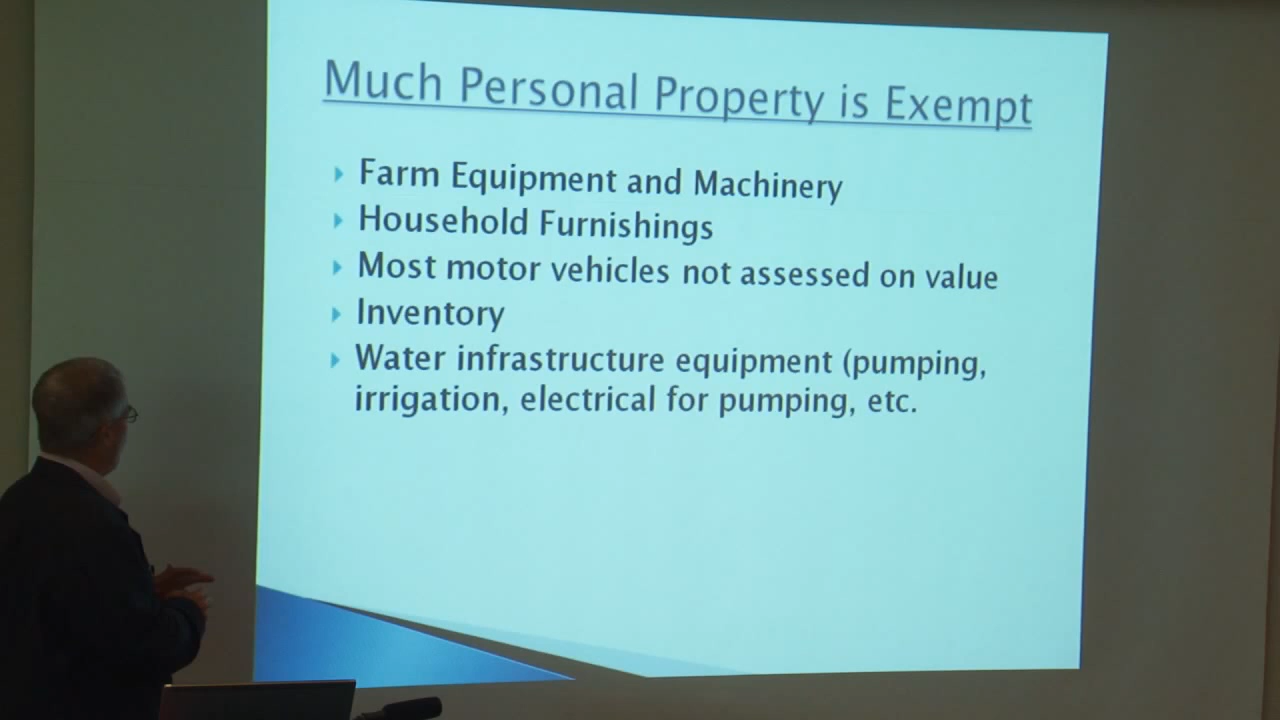 Much Personal Property is Exempt
Farm Equipment and Machinery
Household Furnishings
Most motor vehicles not assessed on value
Inventory
Water infrastructure equipment (pumping,
irrigation, electrical for pumping, etc.